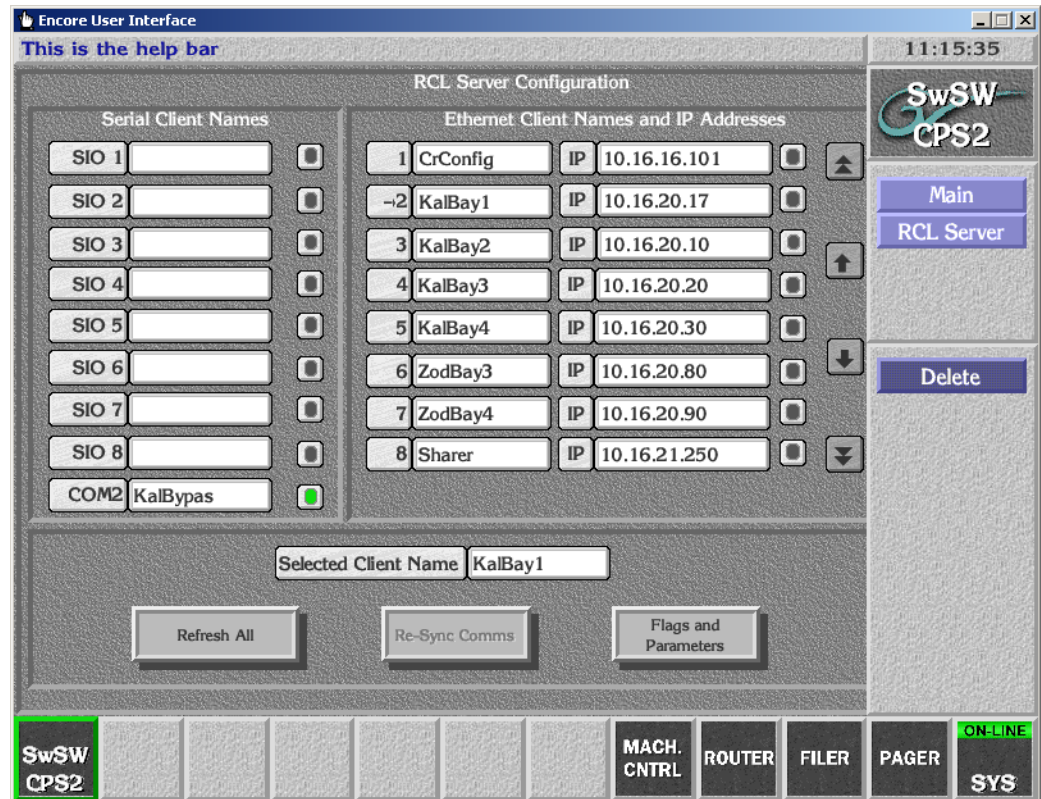 Encore User Interface
This is the help bar
11:15:35
RCL Server Configuration
Serial Client Names
Ethernet Client Names and IP Addresses
SwSW
CPS2
SIO 1
1 CrConfig IP 10.16.16.101
SIO 2
→2 KalBay1 IP 10.16.20.17
Main
SIO 3
3 KalBay2 IP 10.16.20.10
RCL Server
SIO 4
4 KalBay3 IP 10.16.20.20
SIO 5
5 KalBay4 IP 10.16.20.30
SIO 6
6 ZodBay3 IP 10.16.20.80
Delete
SIO 7
7 ZodBay4 IP 10.16.20.90
SIO 8
8 Sharer IP 10.16.21.250
COM2 KalBypas
Selected Client Name KalBay1
Refresh All
Re-Sync Comms
Flags and
Parameters
SwSW
CPS2
MACH.
CNTRL
ROUTER
FILER
PAGER
ON-LINE
SYS